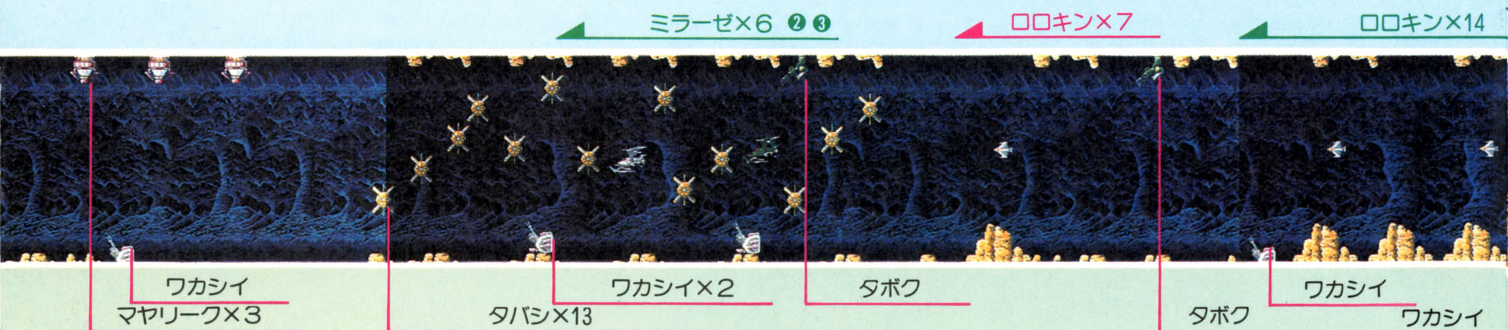 ミラーゼ×6 ❷❸
ロロキン×7
ロロキン×14
ワカシイ
ワカシイ×2
タボク
ワカシイ
マヤリーク×3
タバシ×13
タボク
ワカシイ